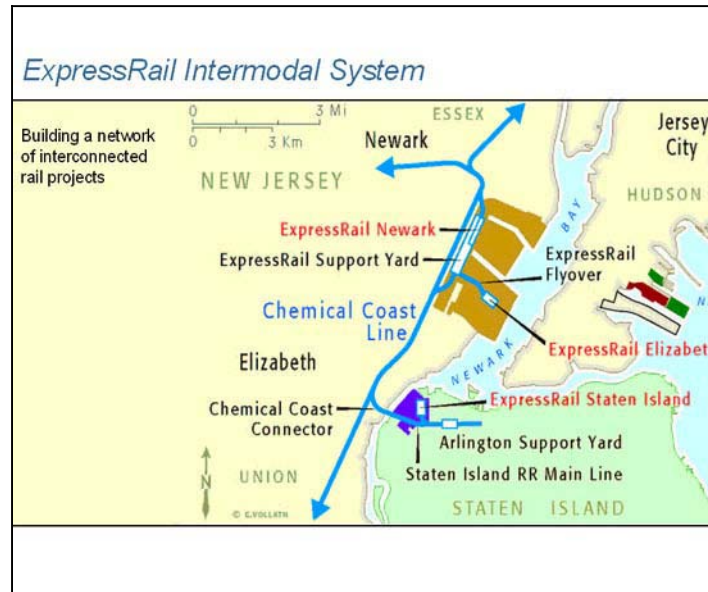 ExpressRail Intermodal System
Building a network
of interconnected
rail projects
0 3 Mi
0 3 Km
ESSEX
Newark
Jersey
City
NEW JERSEY
HUDSON
ExpressRail Newark
BAY
ExpressRail Support Yard
ExpressRail
Flyover
Chemical Coast
Line
NEWARK
N
ExpressRail Elizabet
Elizabeth
ExpressRail Staten Island
Chemical Coast
Connector
Arlington Support Yard
Staten Island RR Main Line
N
UNION
STATEN ISLAND
© E.VOLLATH